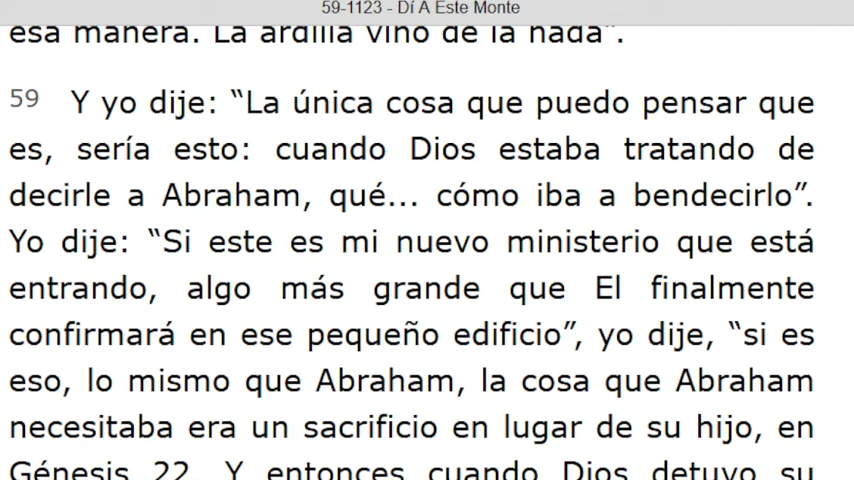 59-1123 - Dí A Este Monte
esa manera. La ardilla vino de la nada”.
59 Y yo dije: “La única cosa que puedo pensar que
es, sería esto: cuando Dios estaba tratando de
decirle a Abraham, qué... cómo iba a bendecirlo”.
Yo dije: “Si este es mi nuevo ministerio que está
entrando, algo más grande que El finalmente
confirmará en ese pequeño edificio”, yo dije, “si es
eso, lo mismo que Abraham, la cosa que Abraham
necesitaba era un sacrificio en lugar de su hijo, en
Génesis 22. Y entonces cuando Dios detuvo su